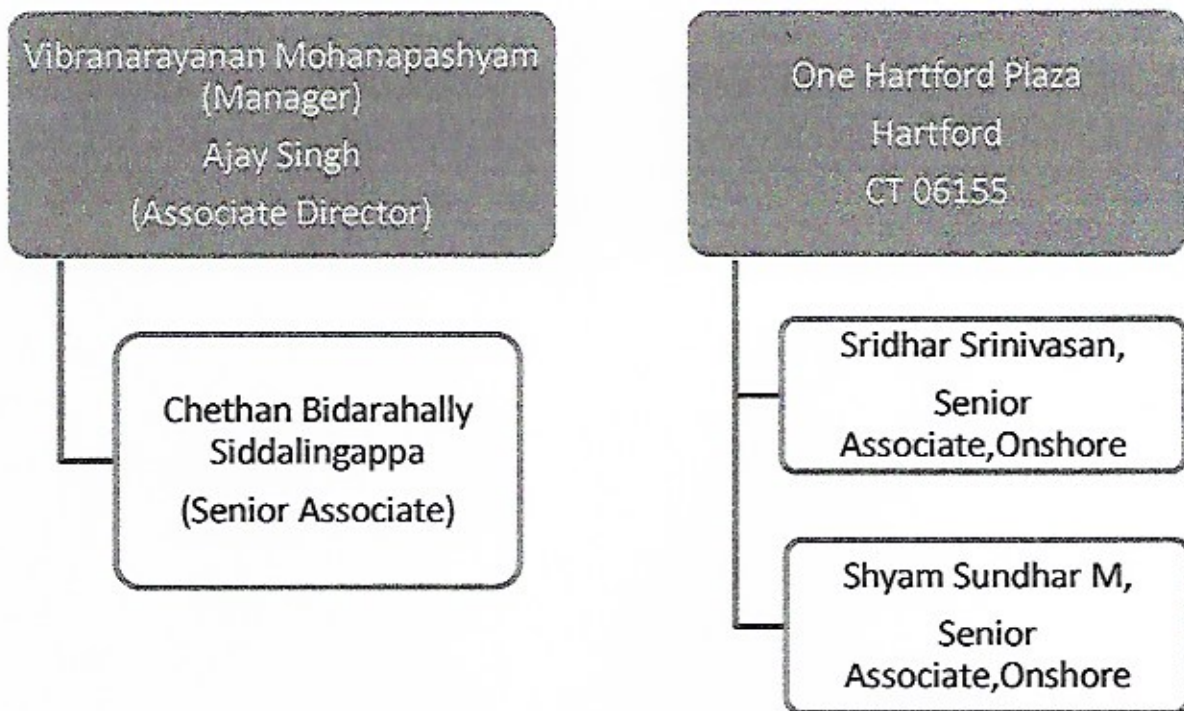 Vibranarayanan Mohanapashyam
(Manager)
Ajay Singh
(Associate Director)
Chethan Bidarahally
Siddalingappa
(Senior Associate)
One Hartford Plaza
Hartford
CT 06155
Sridhar Srinivasan,
Senior
Associate,Onshore
Shyam Sundhar M,
Senior
Associate,Onshore